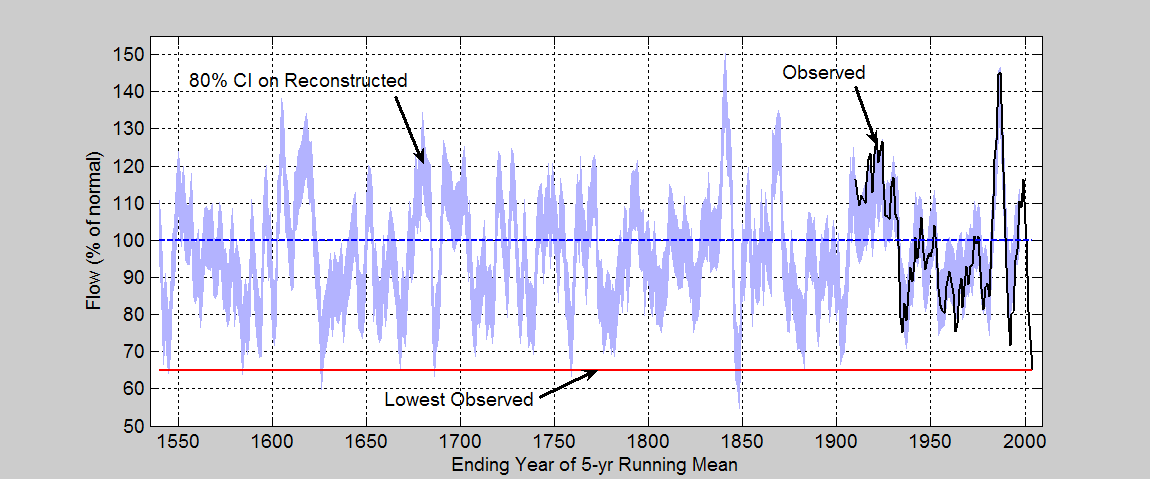 150
140
130
120
110
100
90
80
70
60
50
Flow (% of normal)
80% CI on Reconstructed
Observed
Lowest Observed
1550 1600 1650 1700 1750 1800 1850 1900 1950 2000
Ending Year of 5-yr Running Mean